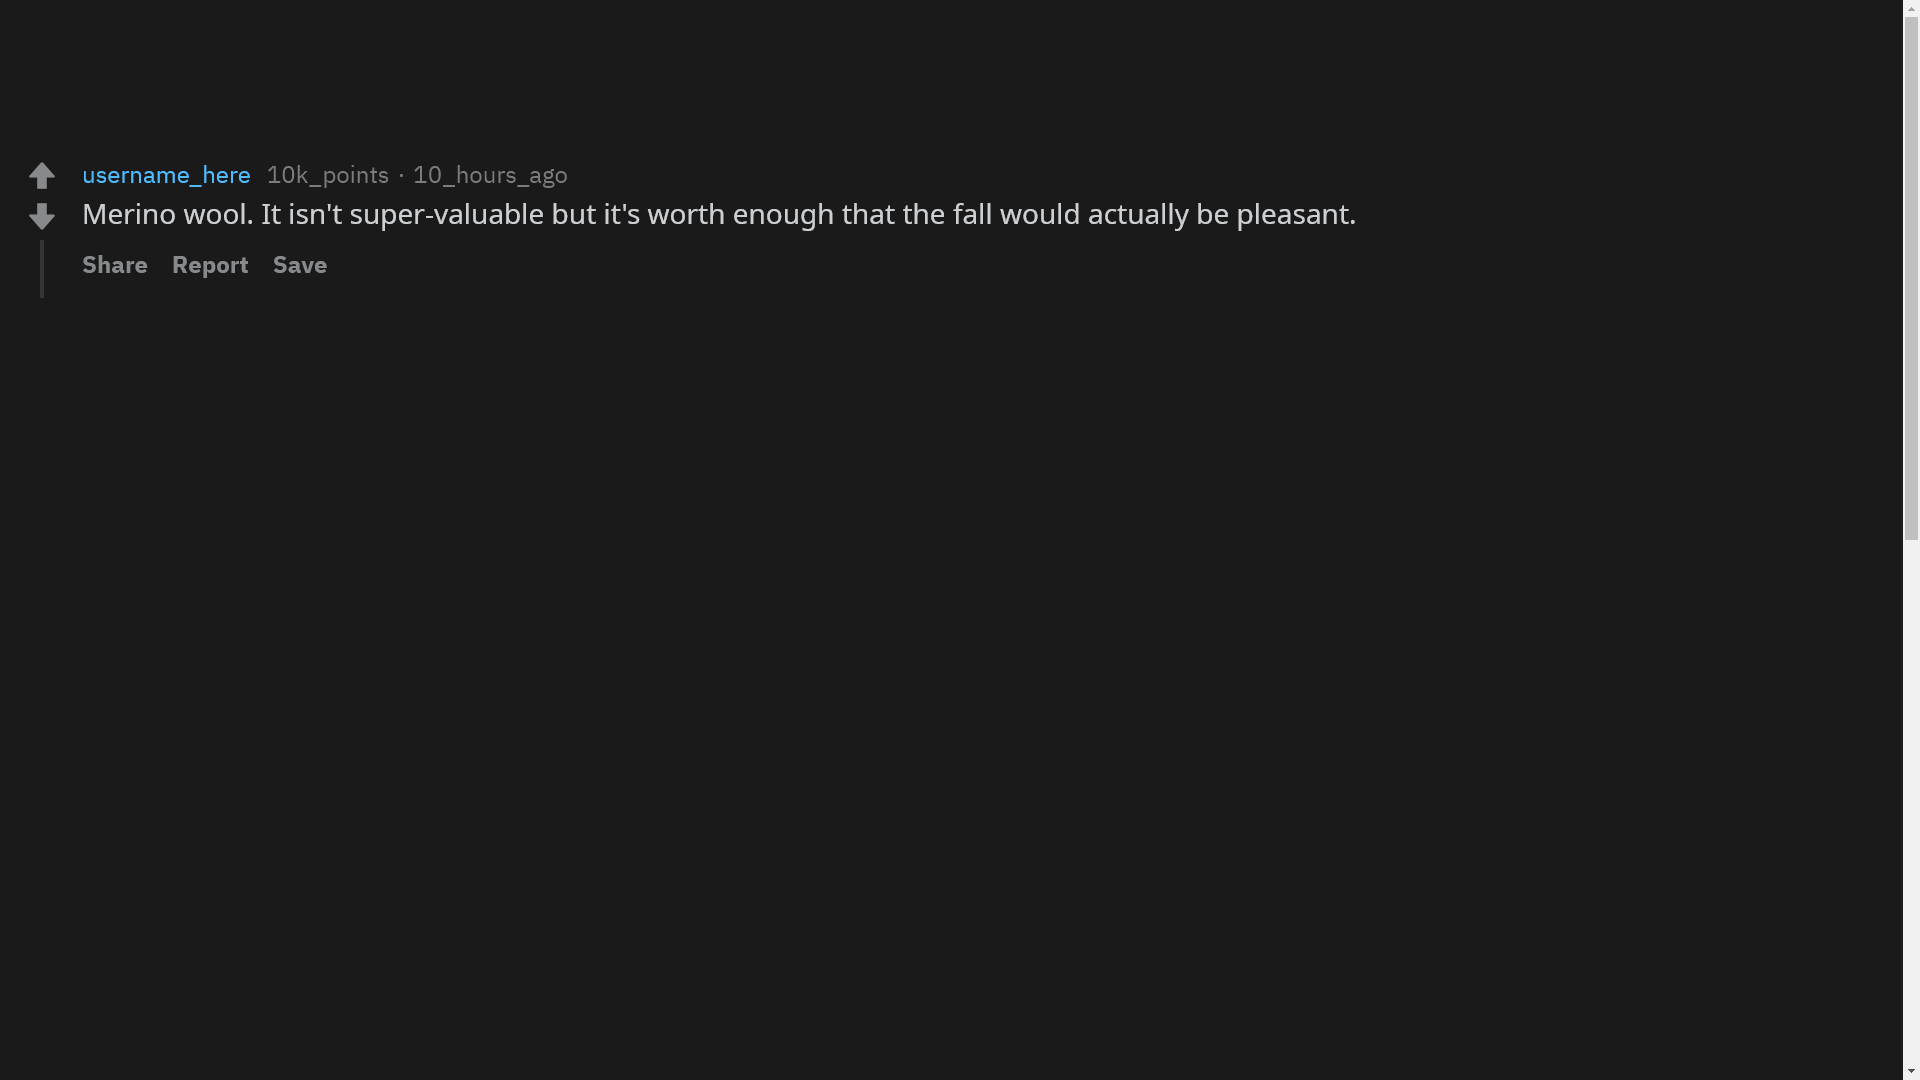 username_here 10k_points · 10_hours_ago
Merino wool. It isn't super-valuable but it's worth enough that the fall would actually be pleasant.
Share Report Save